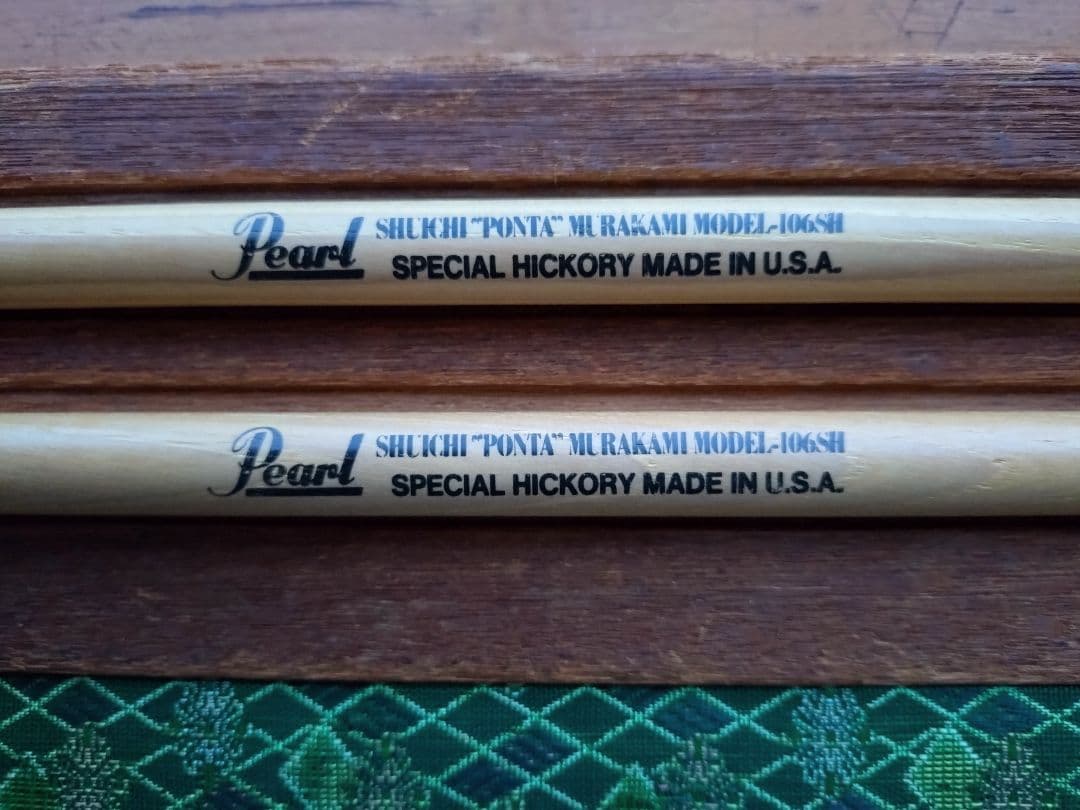 Pearl SHUICHI "PONTA" MURAKAMI MODEL-106SH
SPECIAL HICKORY MADE IN U.S.A.
Pearl SHUICHI "PONTA" MURAKAMI MODEL-106SH
SPECIAL HICKORY MADE IN U.S.A.